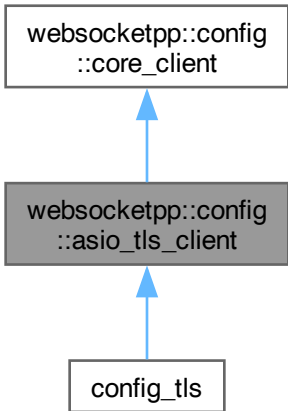 websocketpp::config
::core_client
websocketpp::config
::asio_tls_client
config_tls